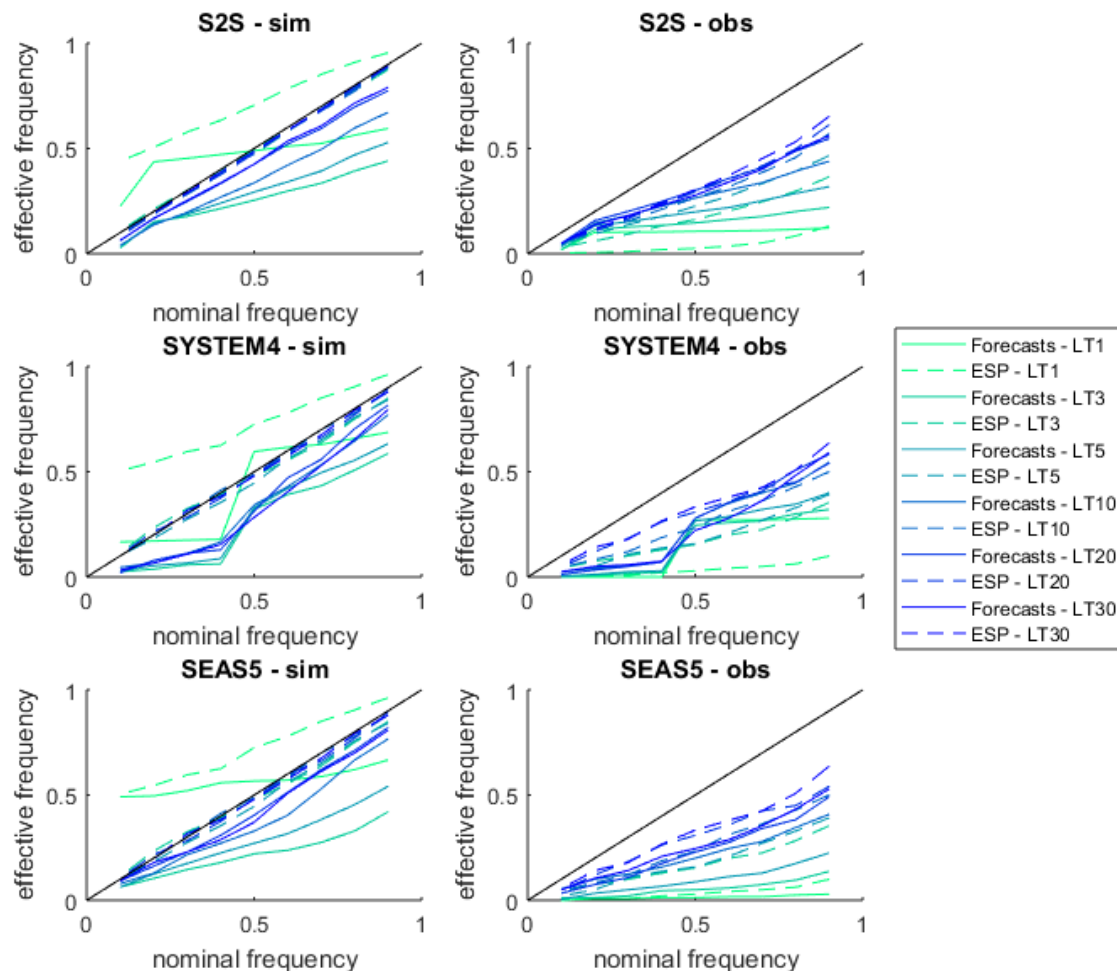 S2S - sim
S2S - obs
1
0.5
0
effective frequency
0
0.5
1
nominal frequency
1
0.5
0
effective frequency
0
0.5
1
nominal frequency
SYSTEM4 - sim
SYSTEM4 - obs
1
0.5
0
effective frequency
0
0.5
1
nominal frequency
1
0.5
0
effective frequency
0
0.5
1
nominal frequency
Forecasts - LT1
ESP - LT1
Forecasts - LT3
ESP - LT3
Forecasts - LT5
ESP - LT5
Forecasts - LT10
ESP - LT10
Forecasts - LT20
ESP - LT20
Forecasts - LT30
ESP - LT30
SEAS5 - sim
SEAS5 - obs
1
0.5
0
effective frequency
0
0.5
1
nominal frequency
1
0.5
0
effective frequency
0
0.5
1
nominal frequency